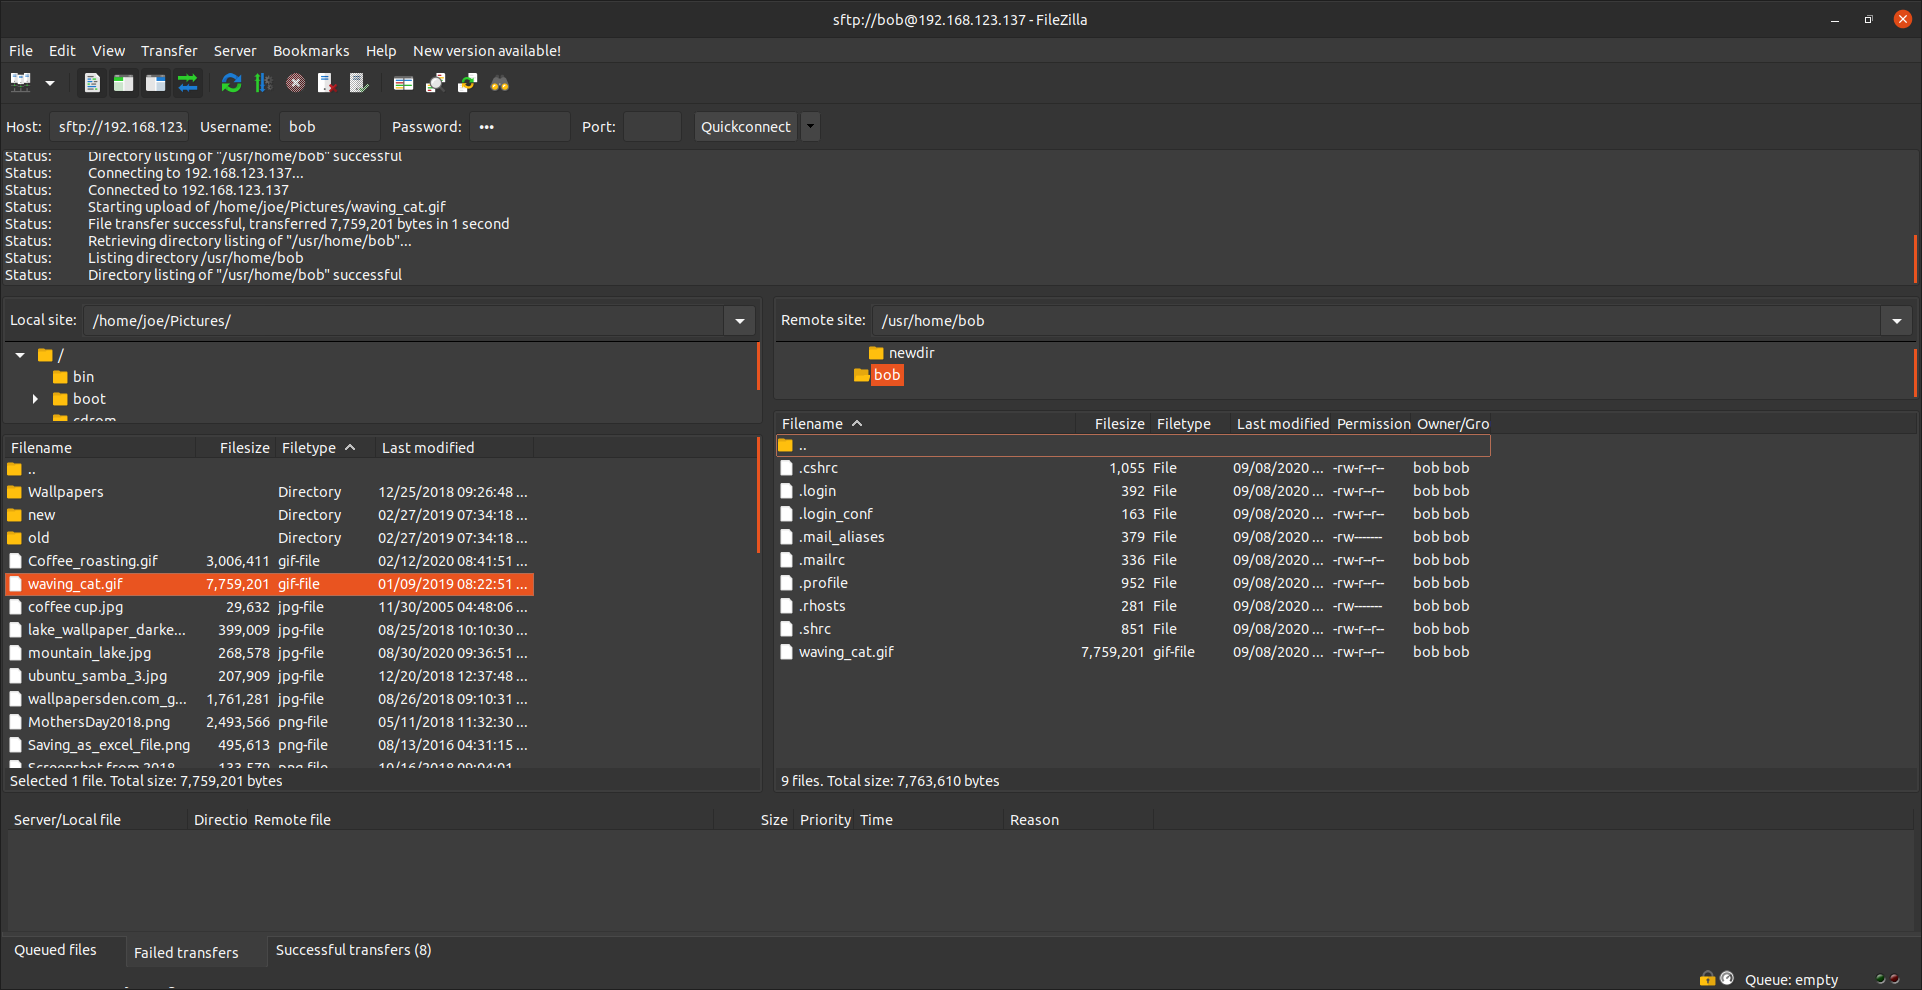 sftp://bob@192.168.123.137 - FileZilla
File Edit View Transfer Server Bookmarks Help New version available!
Host: sftp://192.168.123. Username: bob Password: ••• Port: Quickconnect
Status: Directory listing of "/usr/home/bob" successful
Status: Connecting to 192.168.123.137...
Status: Connected to 192.168.123.137
Status: Starting upload of /home/joe/Pictures/waving_cat.gif
Status: File transfer successful, transferred 7,759,201 bytes in 1 second
Status: Retrieving directory listing of "/usr/home/bob"...
Status: Listing directory /usr/home/bob
Status: Directory listing of "/usr/home/bob" successful
Local site: /home/joe/Pictures/
/
bin
boot
cdrom
Filename Filesize Filetype Last modified
..
Wallpapers Directory 12/25/2018 09:26:48 ...
new Directory 02/27/2019 07:34:18 ...
old Directory 02/27/2019 07:34:18 ...
Coffee_roasting.gif 3,006,411 gif-file 02/12/2020 08:41:51 ...
waving_cat.gif 7,759,201 gif-file 01/09/2019 08:22:51 ...
coffee cup.jpg 29,632 jpg-file 11/30/2005 04:48:06 ...
lake_wallpaper_darke... 399,009 jpg-file 08/25/2018 10:10:30 ...
mountain_lake.jpg 268,578 jpg-file 08/30/2020 09:36:51 ...
ubuntu_samba_3.jpg 207,909 jpg-file 12/20/2018 12:37:48 ...
wallpapersden.com_g... 1,761,281 jpg-file 08/26/2018 09:10:31 ...
MothersDay2018.png 2,493,566 png-file 05/11/2018 11:32:30 ...
Saving_as_excel_file.png 495,613 png-file 08/13/2016 04:31:15 ...
Screenshot from 2018... 133,579 png-file 10/16/2018 09:04:01 ...
Selected 1 file. Total size: 7,759,201 bytes
Remote site: /usr/home/bob
newdir
bob
Filename Filesize Filetype Last modified Permission Owner/Gro
..
.cshrc 1,055 File 09/08/2020 ... -rw-r--r-- bob bob
.login 392 File 09/08/2020 ... -rw-r--r-- bob bob
.login_conf 163 File 09/08/2020 ... -rw-r--r-- bob bob
.mail_aliases 379 File 09/08/2020 ... -rw------- bob bob
.mailrc 336 File 09/08/2020 ... -rw-r--r-- bob bob
.profile 952 File 09/08/2020 ... -rw-r--r-- bob bob
.rhosts 281 File 09/08/2020 ... -rw------- bob bob
.shrc 851 File 09/08/2020 ... -rw-r--r-- bob bob
waving_cat.gif 7,759,201 gif-file 09/08/2020 ... -rw-r--r-- bob bob
9 files. Total size: 7,763,610 bytes
Server/Local file Directio Remote file Size Priority Time Reason
Queued files Failed transfers Successful transfers (8)
Queue: empty